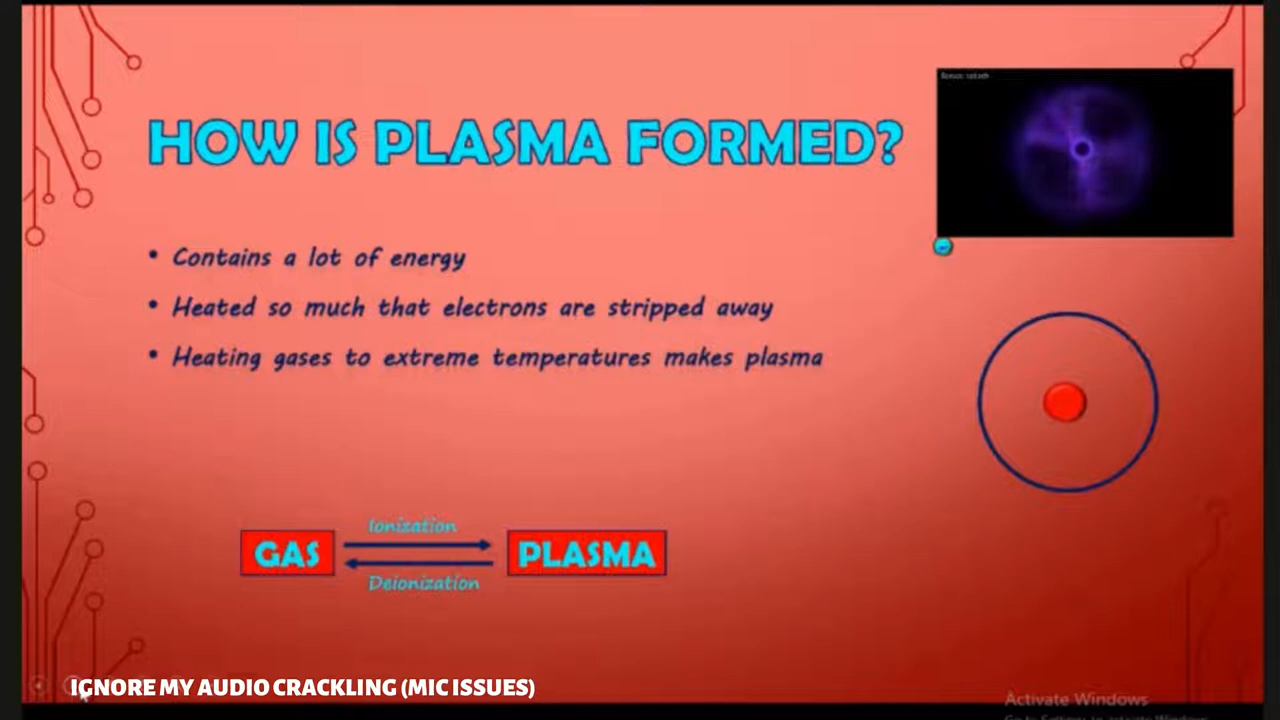 HOW IS PLASMA FORMED?
• Contains a lot of energy
• Heated so much that electrons are stripped away
• Heating gases to extreme temperatures makes plasma
Ionization
GAS
PLASMA
Deionization
IGNORE MY AUDIO CRACKLING (MIC ISSUES)
Activate Windows